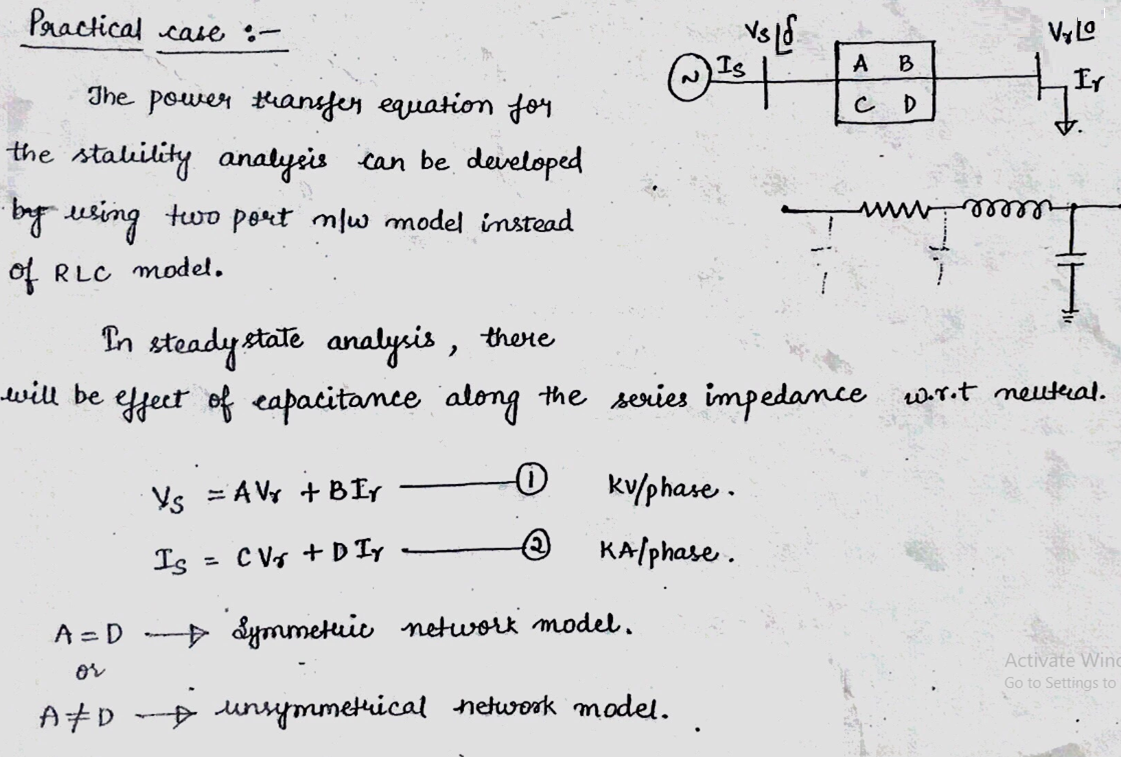 Practical case :-
Vs∠δ
Vr∠0
~
Is
A B
C D
Ir
The power transfer equation for
the stability analysis can be developed
by using two port n/w model instead
of RLC model.
In steady state analysis, there
will be effect of capacitance along the series impedance w.r.t neutral.
Vs = AVr + BIr ——— ① KV/phase.
Is = CVr + DIr ——— ② KA/phase.
A = D → Symmetric network model.
or
A ≠ D → unsymmetrical network model.
Activate Wind
Go to Settings to